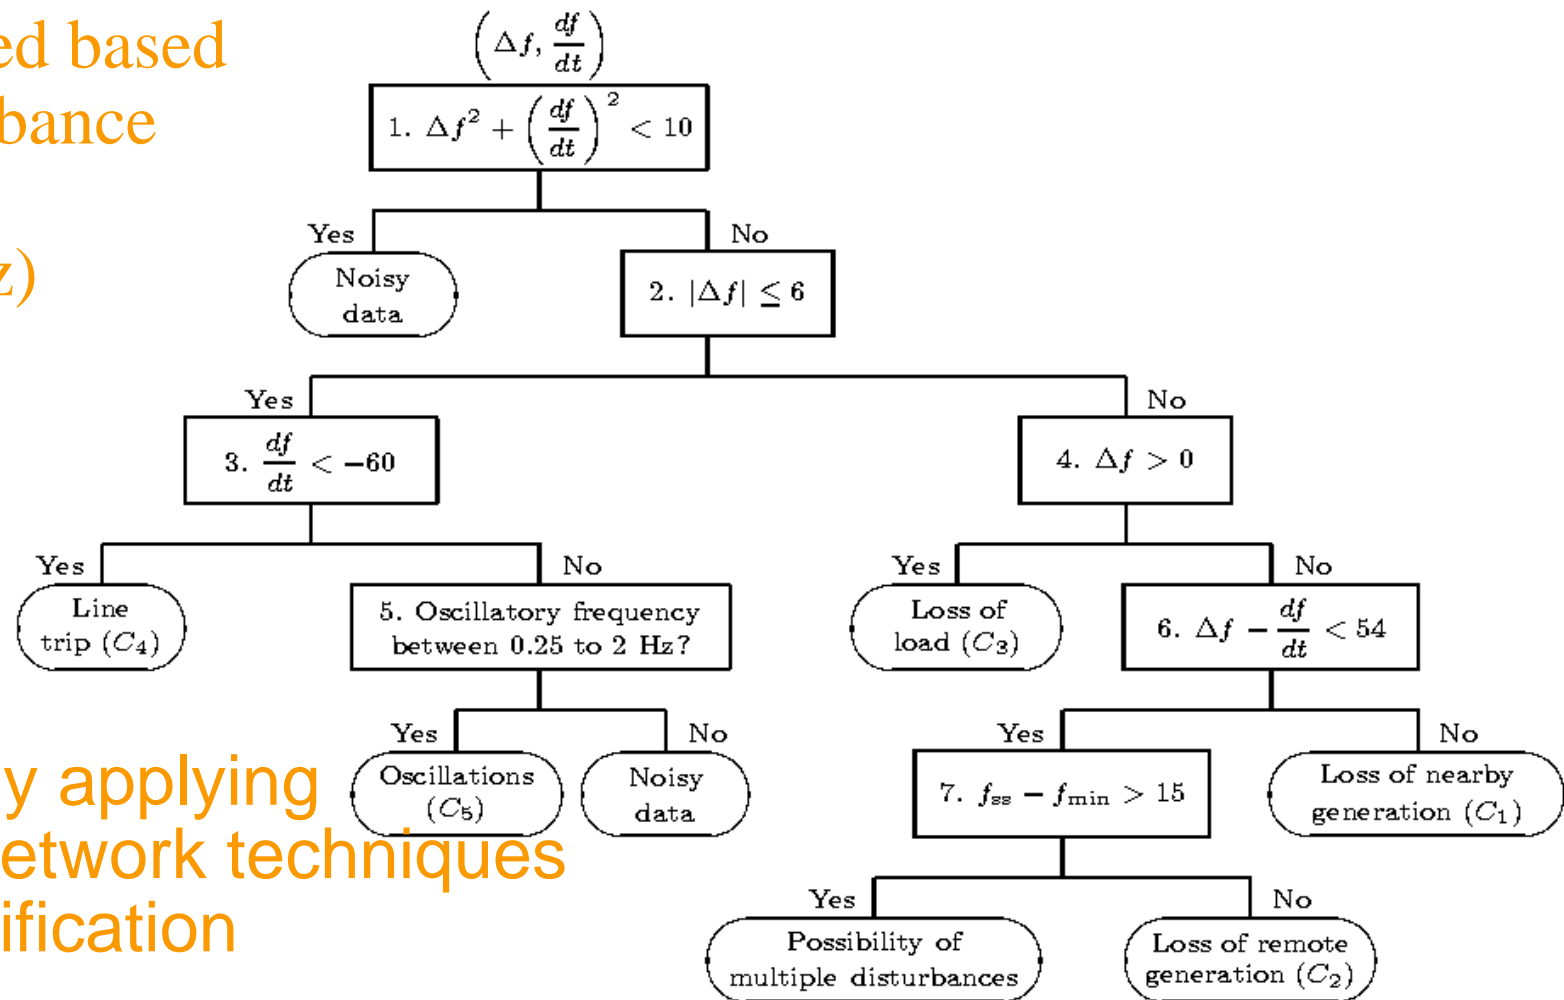 ed based
bance
z)
(Δf, df/dt)
1. Δf² + (df/dt)² < 10
Yes
No
Noisy
data
2. |Δf| ≤ 6
Yes
No
3. df/dt < −60
4. Δf > 0
Yes
No
Yes
No
Line
trip (C₄)
5. Oscillatory frequency
between 0.25 to 2 Hz?
Loss of
load (C₃)
6. Δf − df/dt < 54
Yes
No
Yes
No
Oscillations
(C₅)
Noisy
data
7. fss − fmin > 15
Loss of nearby
generation (C₁)
y applying
etwork techniques
ification
Yes
No
Possibility of
multiple disturbances
Loss of remote
generation (C₂)